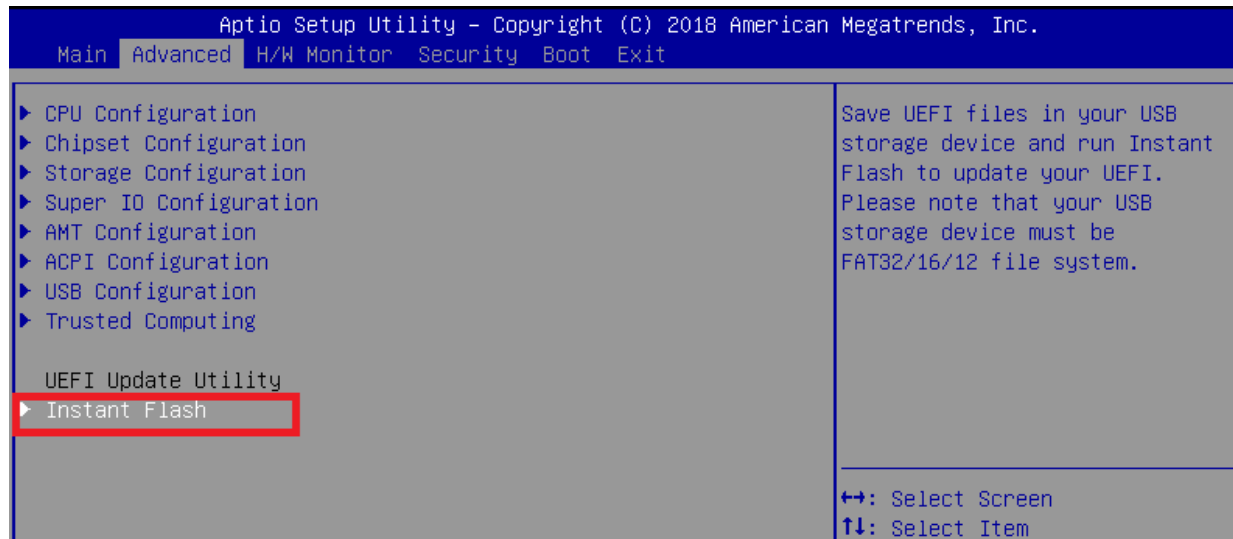 Aptio Setup Utility – Copyright (C) 2018 American Megatrends, Inc.
Main Advanced H/W Monitor Security Boot Exit
CPU Configuration
Chipset Configuration
Storage Configuration
Super IO Configuration
AMT Configuration
ACPI Configuration
USB Configuration
Trusted Computing
UEFI Update Utility
Instant Flash
Save UEFI files in your USB
storage device and run Instant
Flash to update your UEFI.
Please note that your USB
storage device must be
FAT32/16/12 file system.
↔: Select Screen
↑↓: Select Item